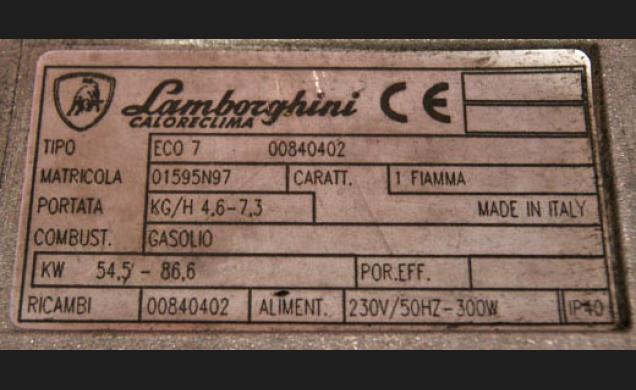 Lamborghini CE
CALORECLIMA
TIPO ECO 7 00840402
MATRICOLA 01595N97 CARATT. 1 FIAMMA
PORTATA KG/H 4,6-7,3 MADE IN ITALY
COMBUST. GASOLIO
KW 54,5 - 86,6 POR.EFF.
RICAMBI 00840402 ALIMENT. 230V/50HZ-300W IP40